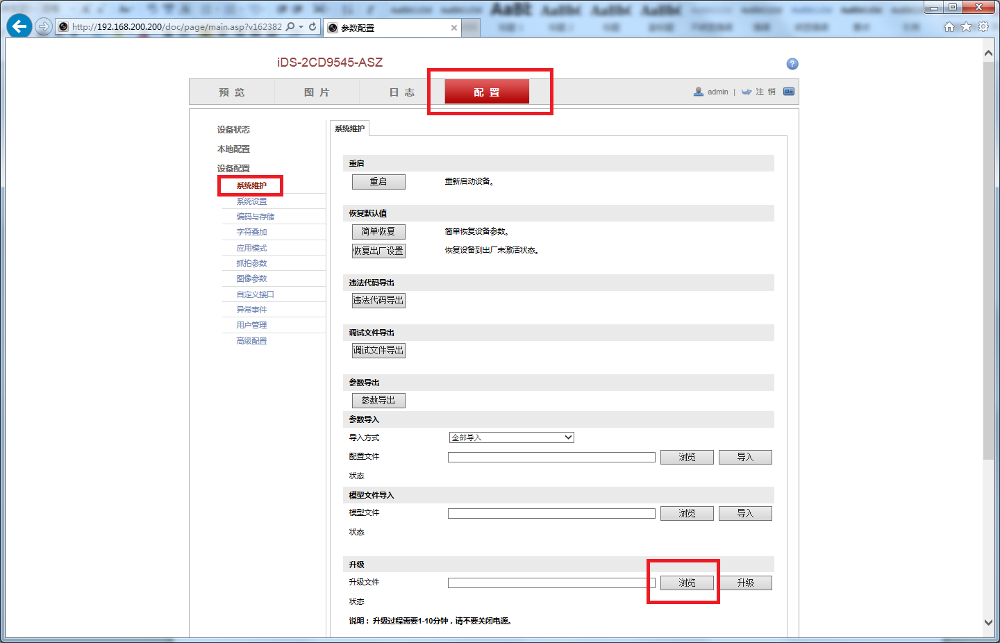 http://192.168.200.200/doc/page/main.asp?v162382
参数配置
iDS-2CD9545-ASZ
预 览
图 片
日 志
配 置
admin | 注 销
设备状态
本地配置
设备配置
系统维护
系统设置
编码与存储
字符叠加
应用模式
抓拍参数
图像参数
自定义接口
异常事件
用户管理
高级配置
系统维护
重启
重启 重新启动设备。
恢复默认值
简单恢复 简单恢复设备参数。
恢复出厂设置 恢复设备到出厂未激活状态。
违法代码导出
违法代码导出
调试文件导出
调试文件导出
参数导出
参数导出
参数导入
导入方式 全部导入
配置文件 浏览 导入
状态
模型文件导入
模型文件 浏览 导入
状态
升级
升级文件 浏览 升级
状态
说明： 升级过程需要1-10分钟，请不要关闭电源。